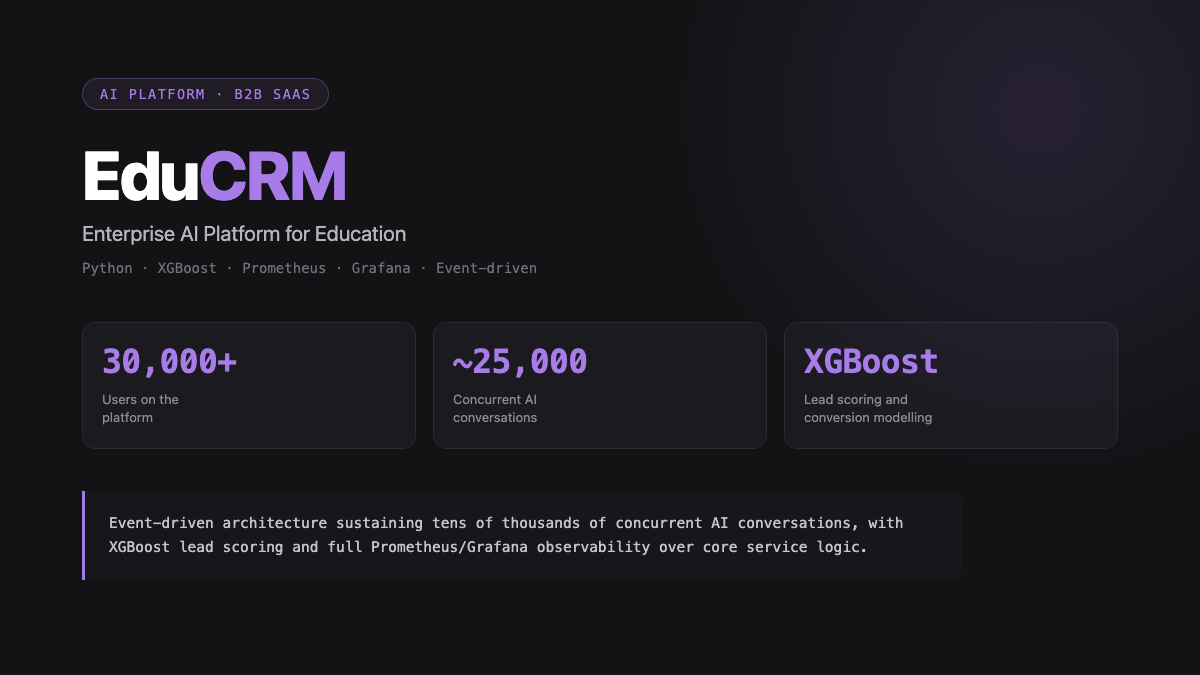 AI PLATFORM · B2B SAAS
EduCRM
Enterprise AI Platform for Education
Python · XGBoost · Prometheus · Grafana · Event-driven
30,000+
Users on the
platform
~25,000
Concurrent AI
conversations
XGBoost
Lead scoring and
conversion modelling
Event-driven architecture sustaining tens of thousands of concurrent AI conversations, with
XGBoost lead scoring and full Prometheus/Grafana observability over core service logic.